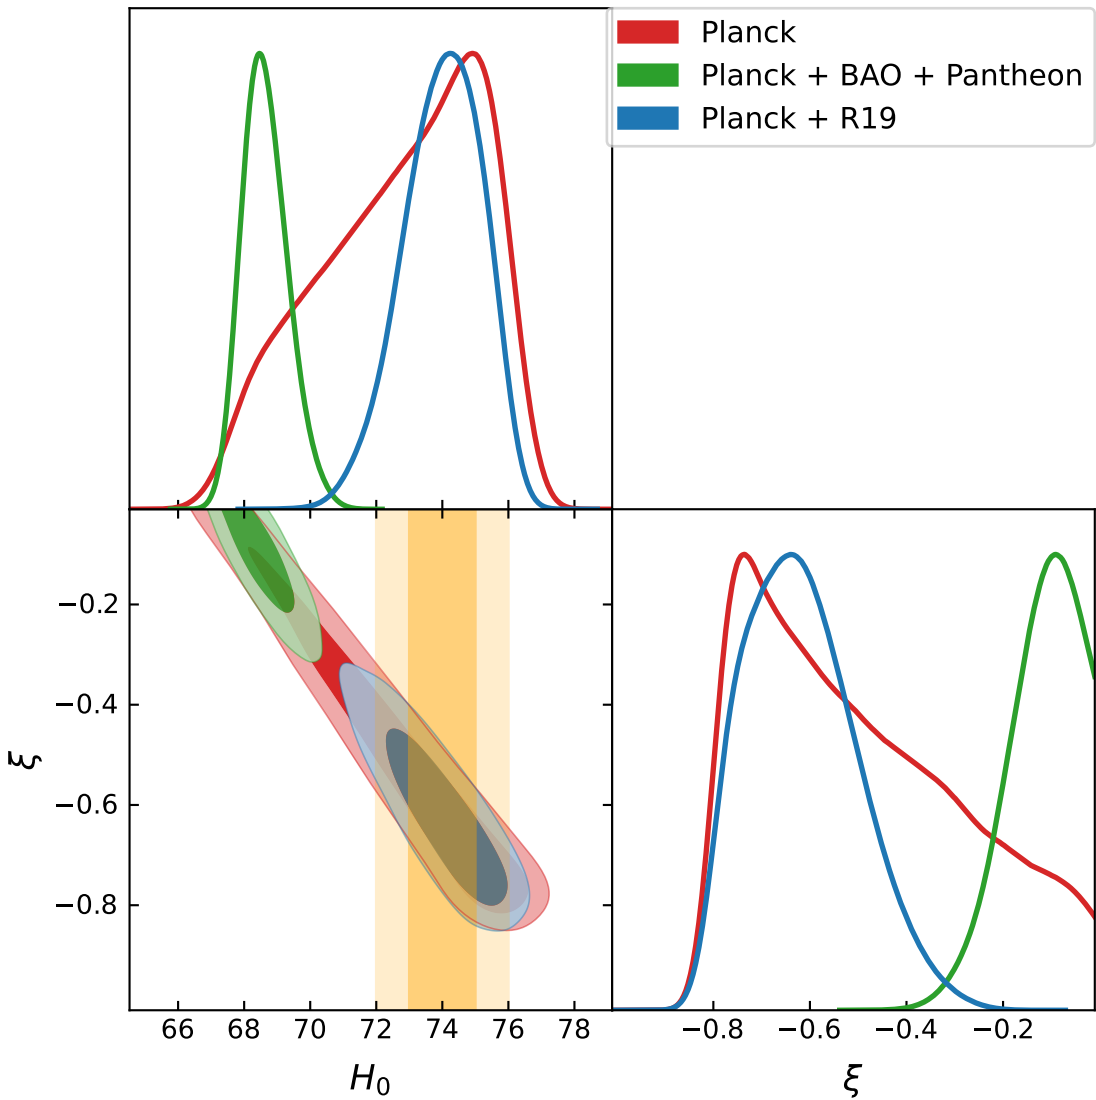 Planck
Planck + BAO + Pantheon
Planck + R19
−0.2
−0.4
−0.6
−0.8
ξ
66 68 70 72 74 76 78
H₀
−0.8 −0.6 −0.4 −0.2
ξ